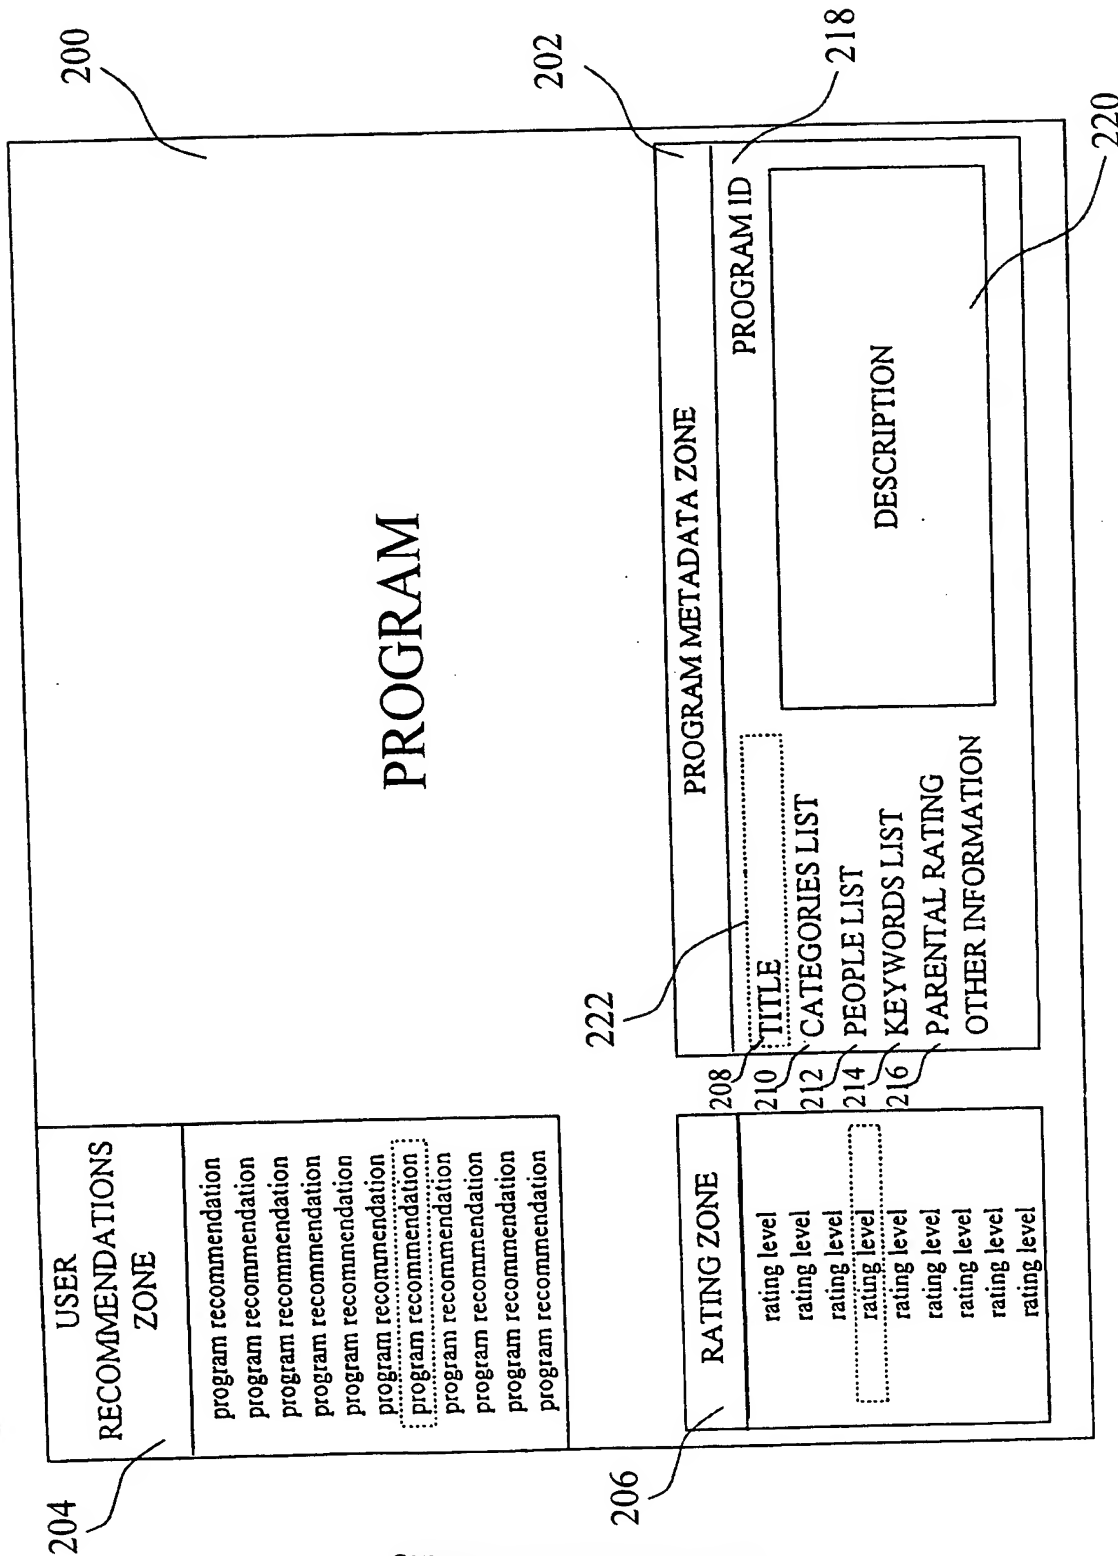 200
204
USER
RECOMMENDATIONS
ZONE
program recommendation
program recommendation
program recommendation
program recommendation
program recommendation
program recommendation
program recommendation
program recommendation
program recommendation
program recommendation
program recommendation
PROGRAM
206
RATING ZONE
rating level
rating level
rating level
rating level
rating level
rating level
rating level
rating level
rating level
222
202
PROGRAM METADATA ZONE
208 TITLE
210 CATEGORIES LIST
212 PEOPLE LIST
214 KEYWORDS LIST
216 PARENTAL RATING
OTHER INFORMATION
PROGRAM ID
218
DESCRIPTION
220